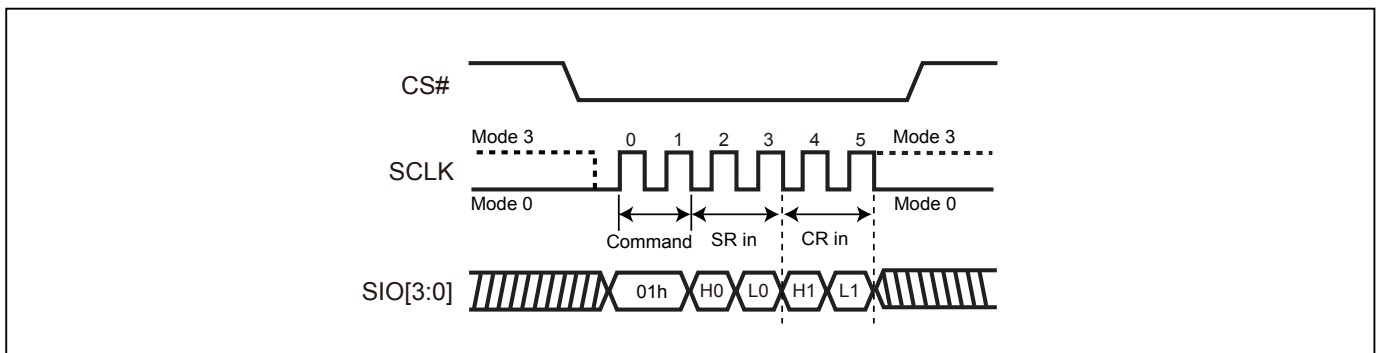 CS#
Mode 3
0 1 2 3 4 5
Mode 3
SCLK
Mode 0
Mode 0
Command SR in CR in
SIO[3:0] 01h H0 L0 H1 L1